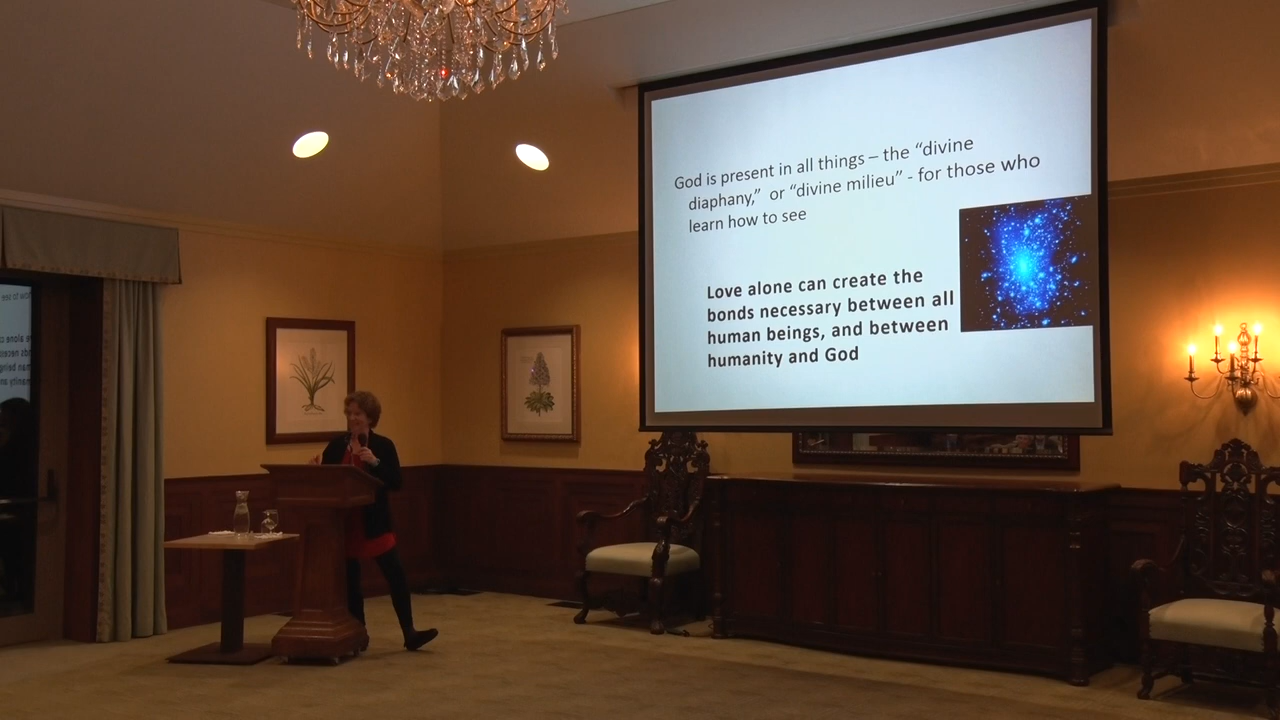 God is present in all things – the “divine
diaphany,”  or “divine milieu” - for those who
learn how to see
Love alone can create the
bonds necessary between all
human beings, and between
humanity and God